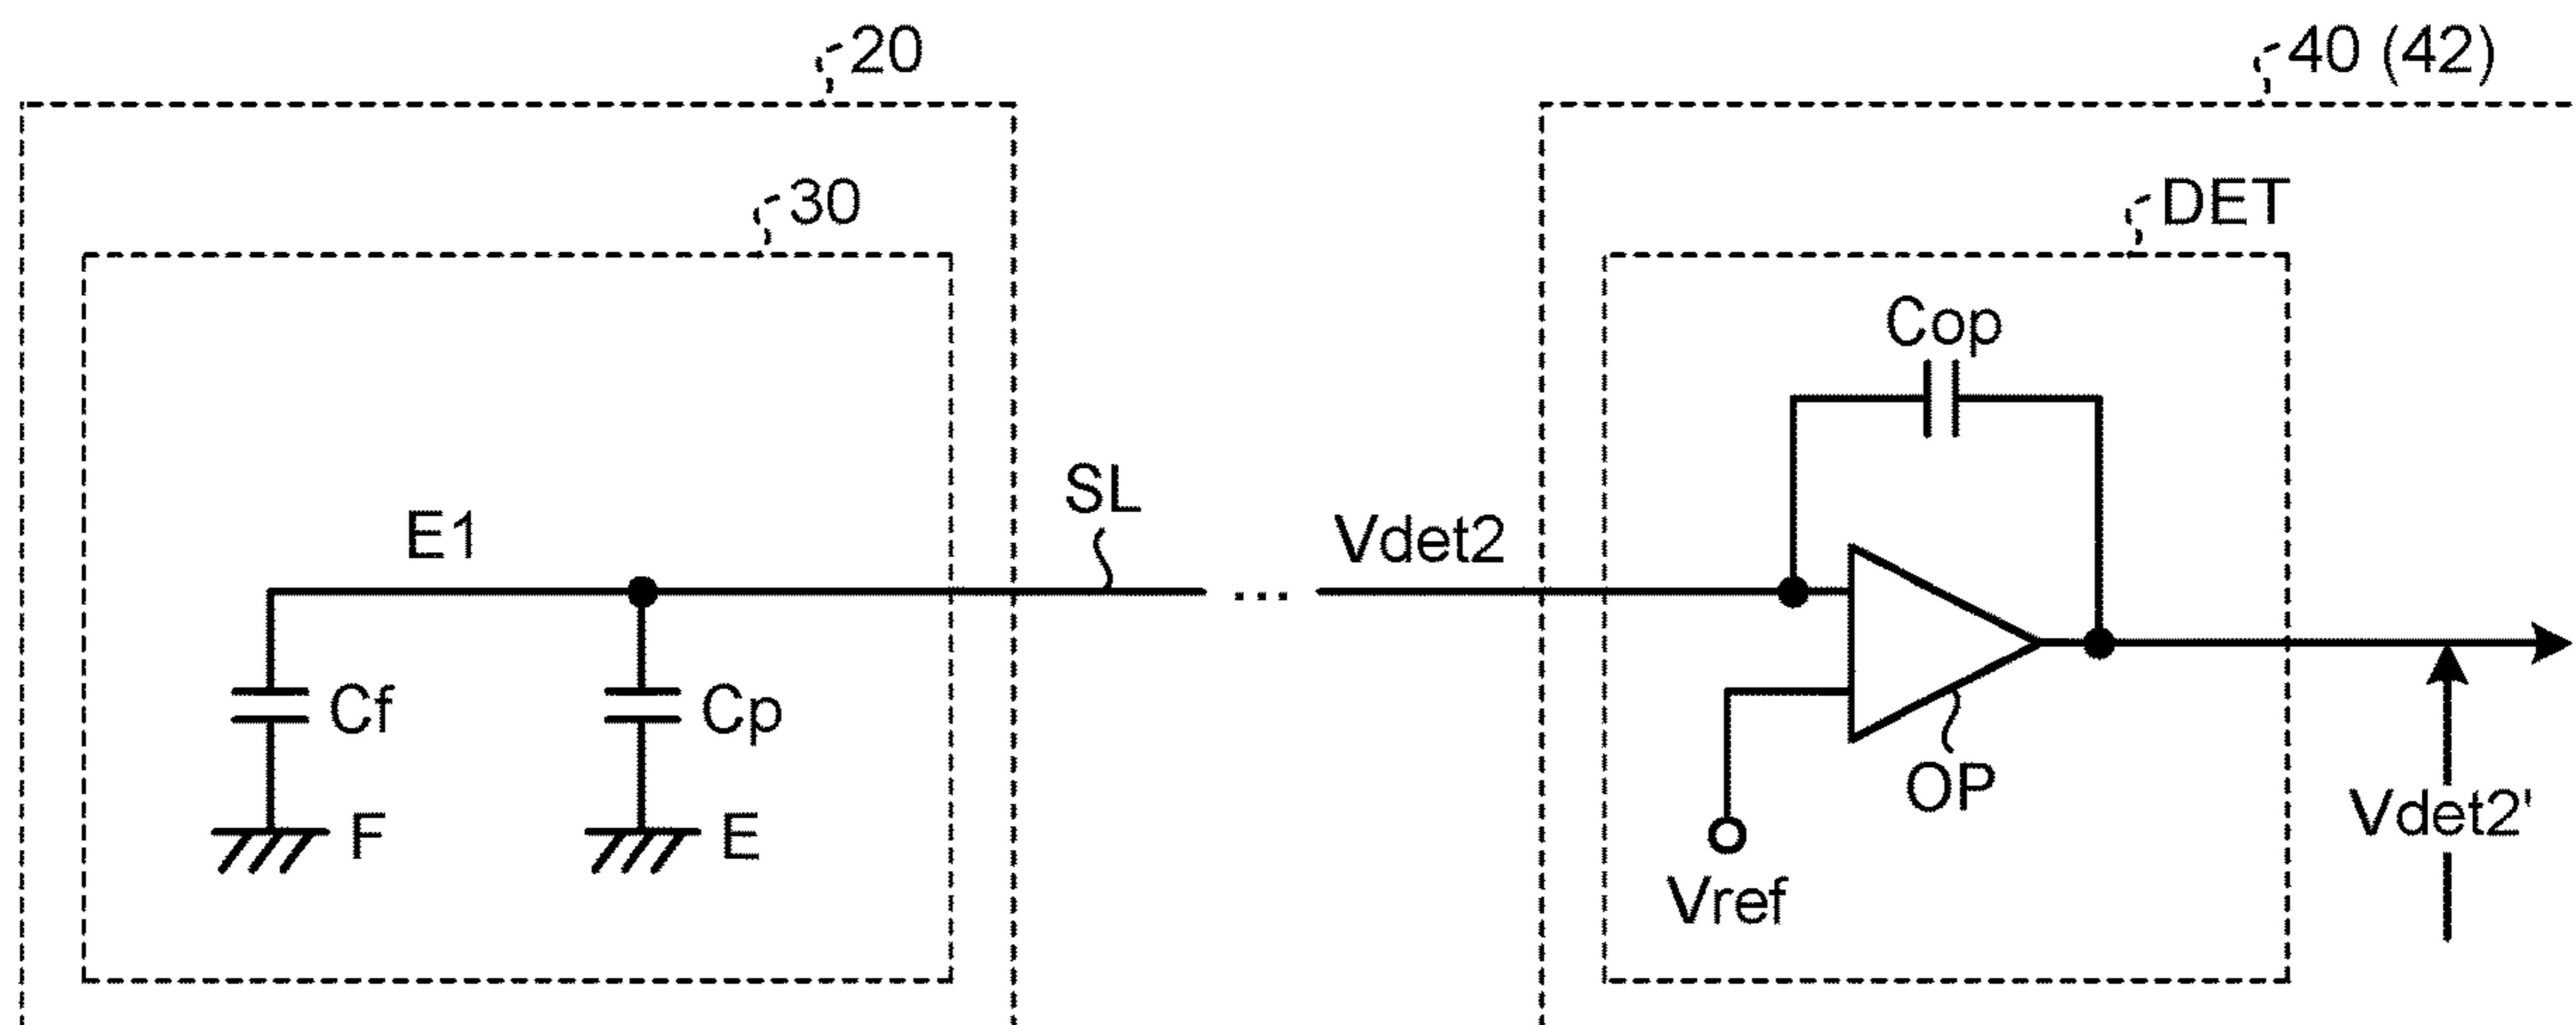 20
40 (42)
30
DET
Cop
SL
E1
Vdet2
Cf
Cp
OP
Vdet2'
F
E
Vref